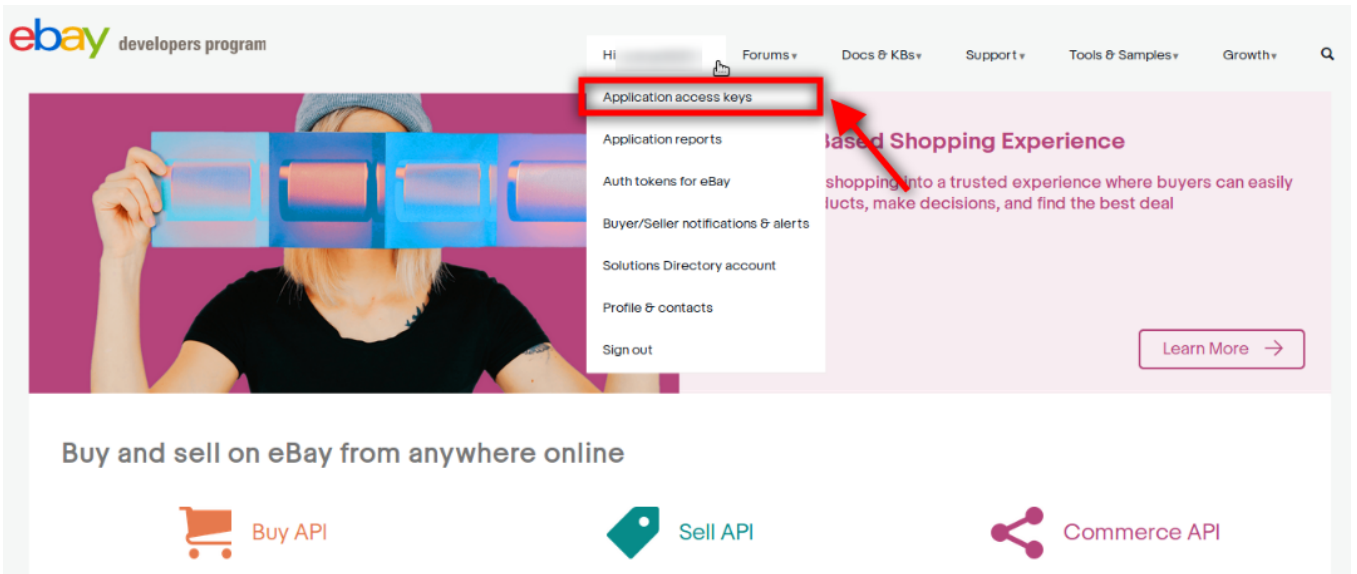 ebay developers program
Hi
Forums
Docs & KBs
Support
Tools & Samples
Growth
Application access keys
Application reports
Auth tokens for eBay
Buyer/Seller notifications & alerts
Solutions Directory account
Profile & contacts
Sign out
Based Shopping Experience
shopping into a trusted experience where buyers can easily
ducts, make decisions, and find the best deal
Learn More
Buy and sell on eBay from anywhere online
Buy API
Sell API
Commerce API